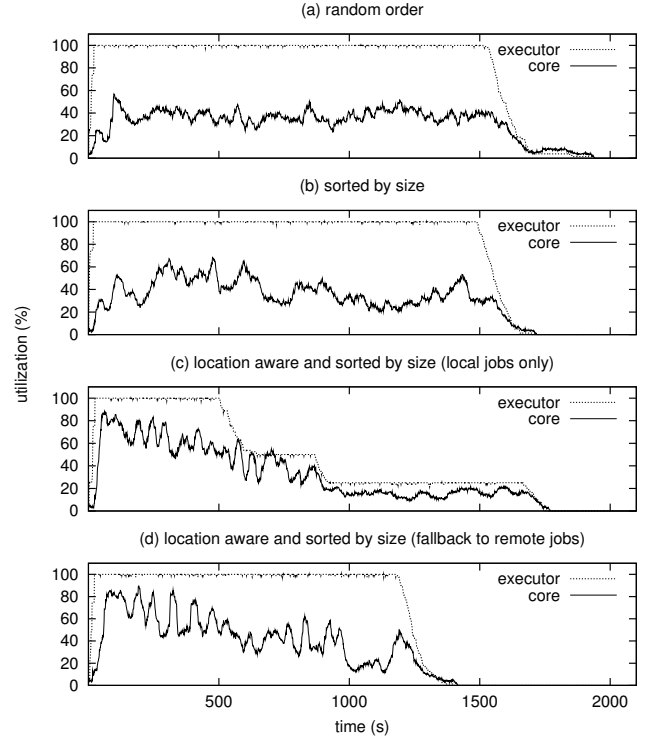 (a) random order
100
80
60
40
20
0
executor
core
(b) sorted by size
100
80
60
40
20
0
executor
core
utilization (%)
(c) location aware and sorted by size (local jobs only)
100
80
60
40
20
0
executor
core
(d) location aware and sorted by size (fallback to remote jobs)
100
80
60
40
20
0
executor
core
500 1000 1500 2000
time (s)